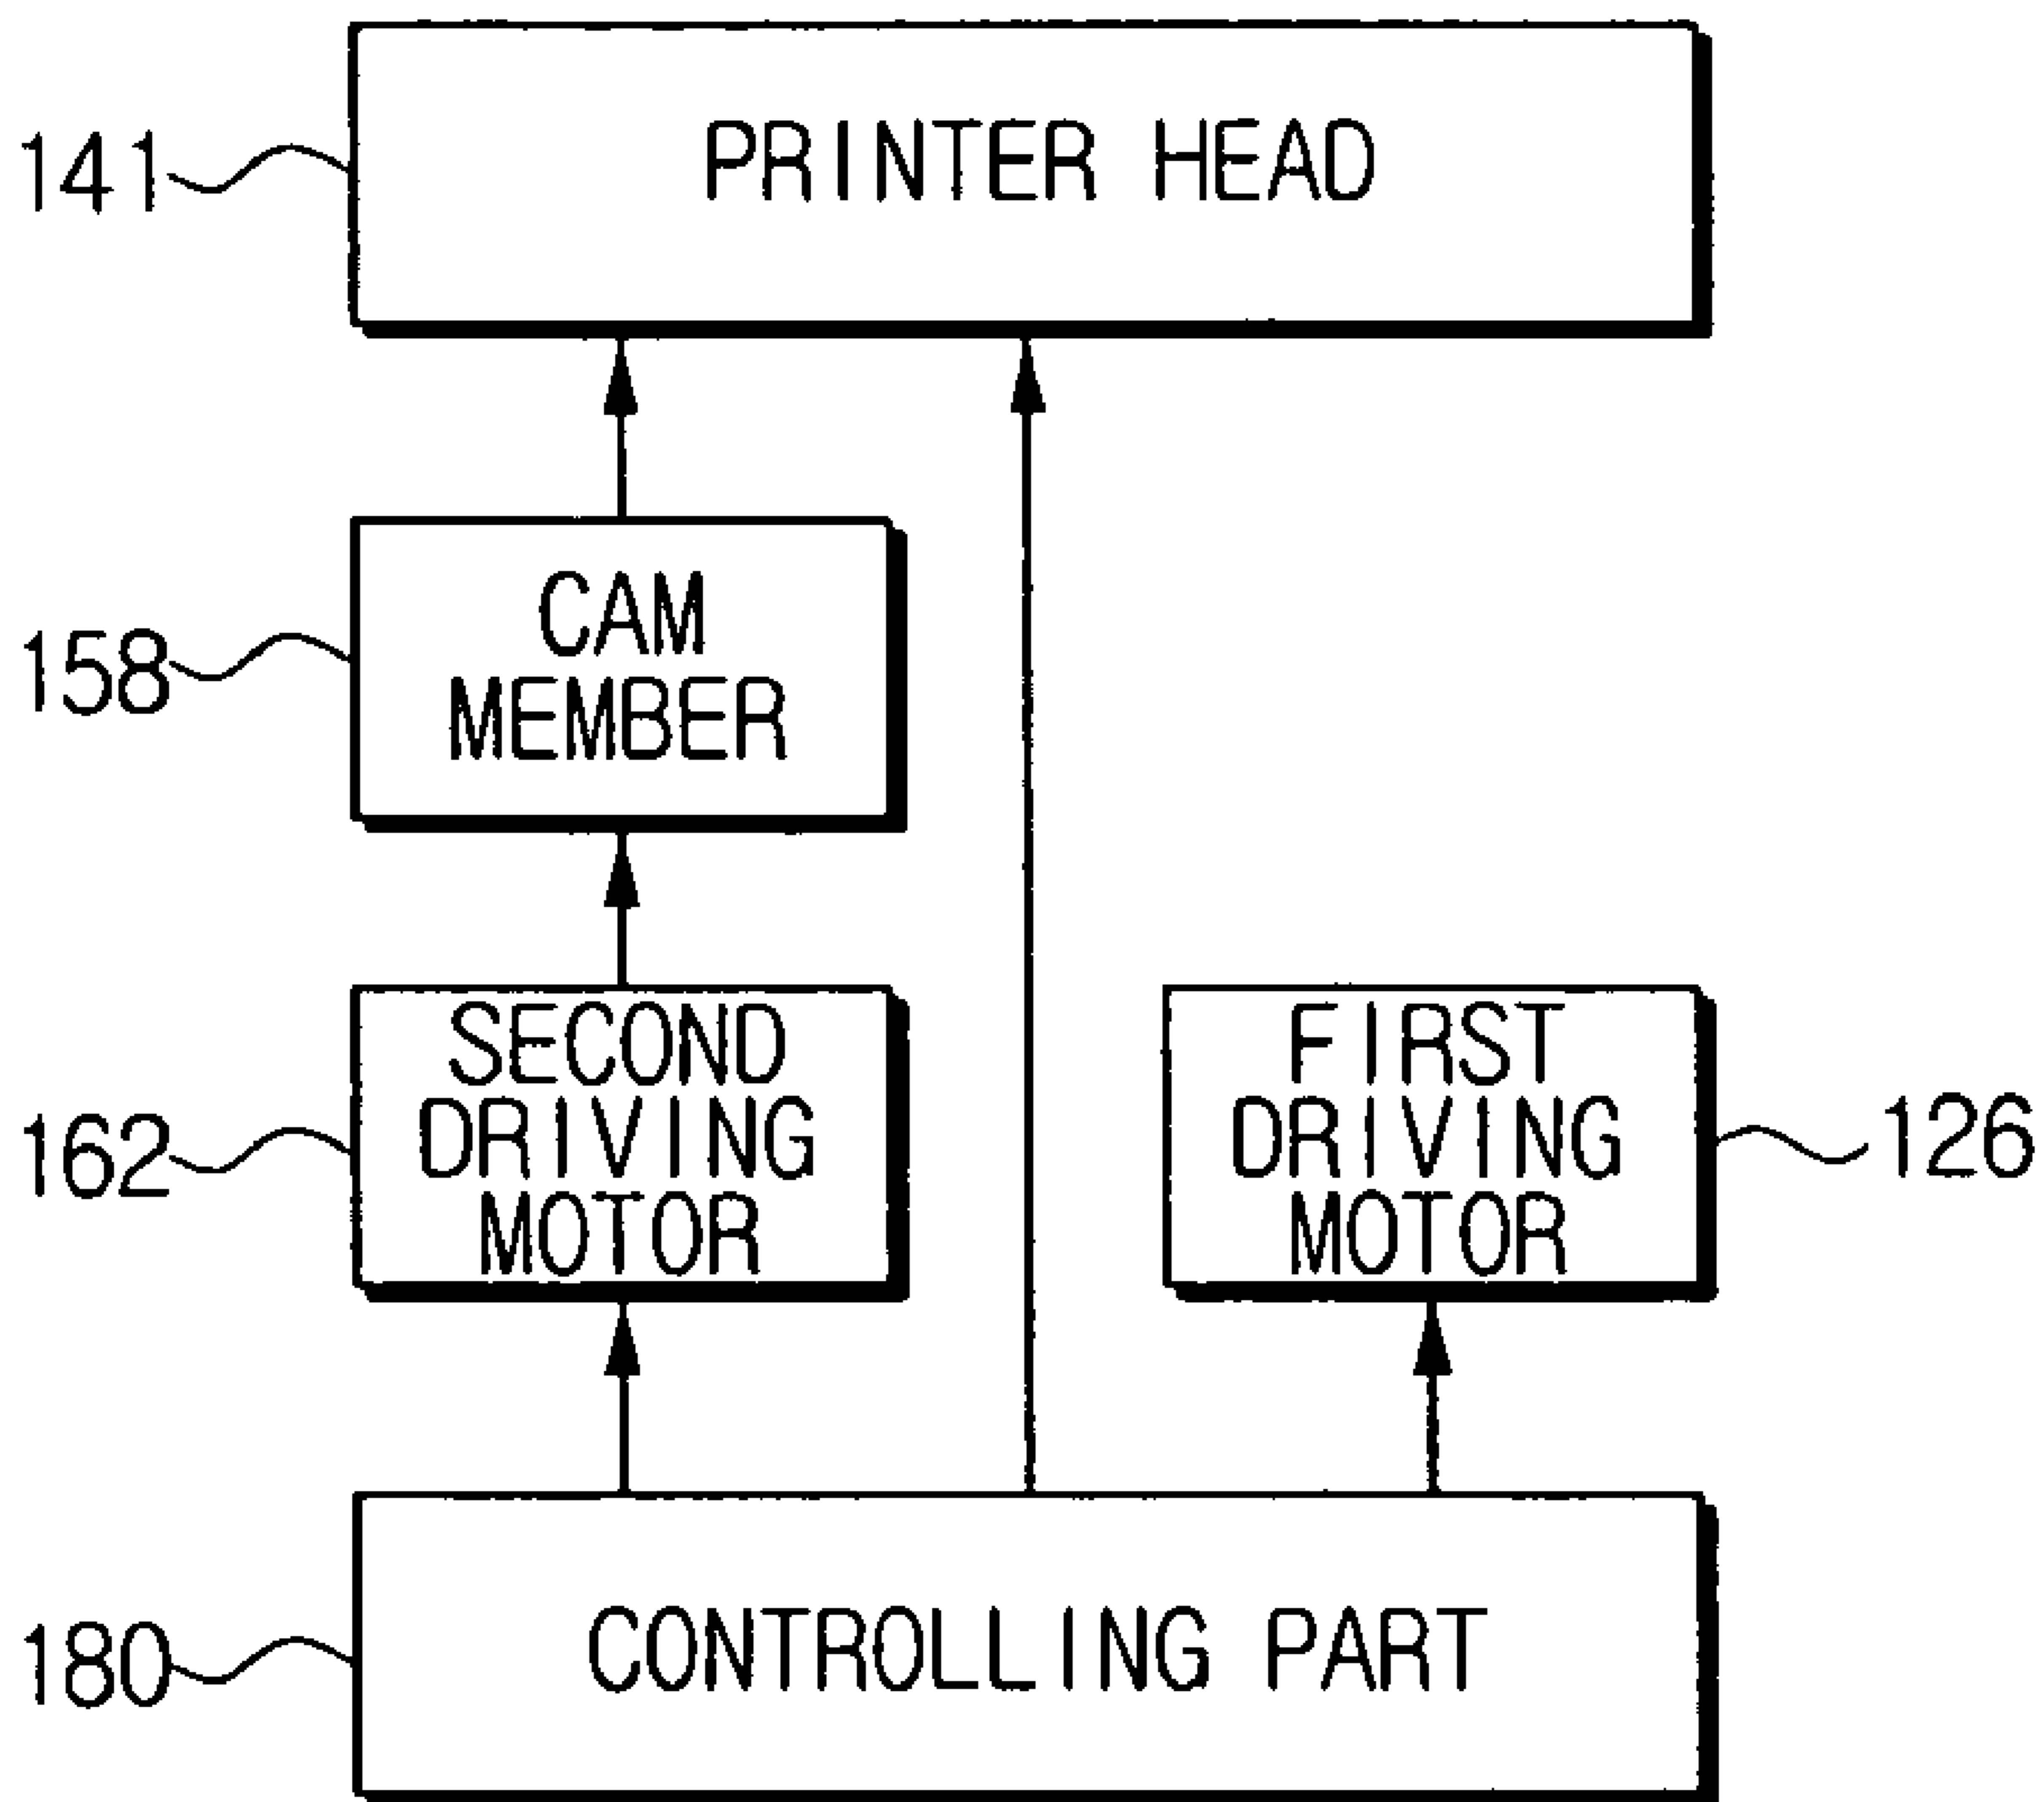 PRINTER HEAD
141
CAM
MEMBER
158
SECOND
DRIVING
MOTOR
162
FIRST
DRIVING
MOTOR
126
CONTROLLING PART
180